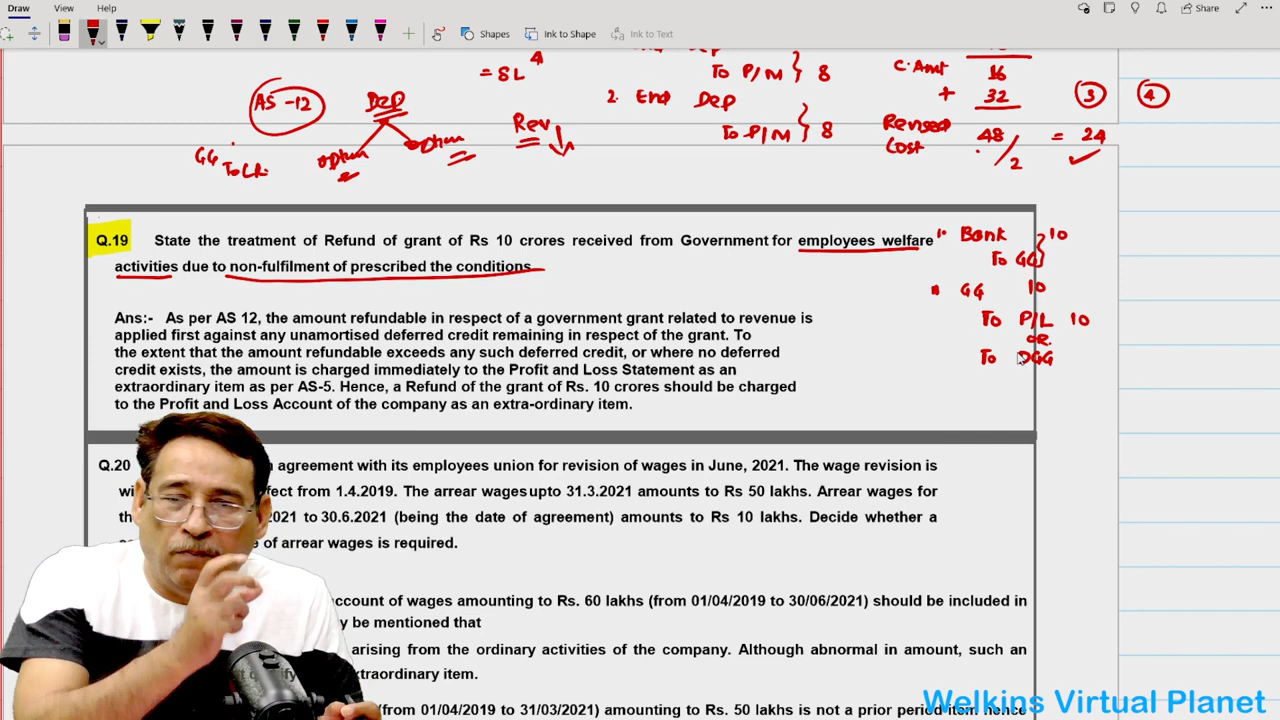 Draw View Help
Share
Shapes Ink to Shape Ink to Text
= 8L 4
To P/M } 8
2. End Dep
To P/M } 8
C. Amt 16
+ 32
Revised Cost 48 / 2 = 24
3 4
AS -12 Dep
GG
Rev
Q.19 State the treatment of Refund of grant of Rs 10 crores received from Government for employees welfare
activities due to non-fulfilment of prescribed the conditions.
1. Bank 10
To GG
GG 10
To P/L 10
OR.
To DGG
Ans:- As per AS 12, the amount refundable in respect of a government grant related to revenue is
applied first against any unamortised deferred credit remaining in respect of the grant. To
the extent that the amount refundable exceeds any such deferred credit, or where no deferred
credit exists, the amount is charged immediately to the Profit and Loss Statement as an
extraordinary item as per AS-5. Hence, a Refund of the grant of Rs. 10 crores should be charged
to the Profit and Loss Account of the company as an extra-ordinary item.
Q.20 agreement with its employees union for revision of wages in June, 2021. The wage revision is
fect from 1.4.2019. The arrear wages upto 31.3.2021 amounts to Rs 50 lakhs. Arrear wages for
2021 to 30.6.2021 (being the date of agreement) amounts to Rs 10 lakhs. Decide whether a
of arrear wages is required.
account of wages amounting to Rs. 60 lakhs (from 01/04/2019 to 30/06/2021) should be included in
be mentioned that
arising from the ordinary activities of the company. Although abnormal in amount, such an
extraordinary item.
(from 01/04/2019 to 31/03/2021) amounting to Rs. 50 lakhs is not a prior period item hence
Welkins Virtual Planet